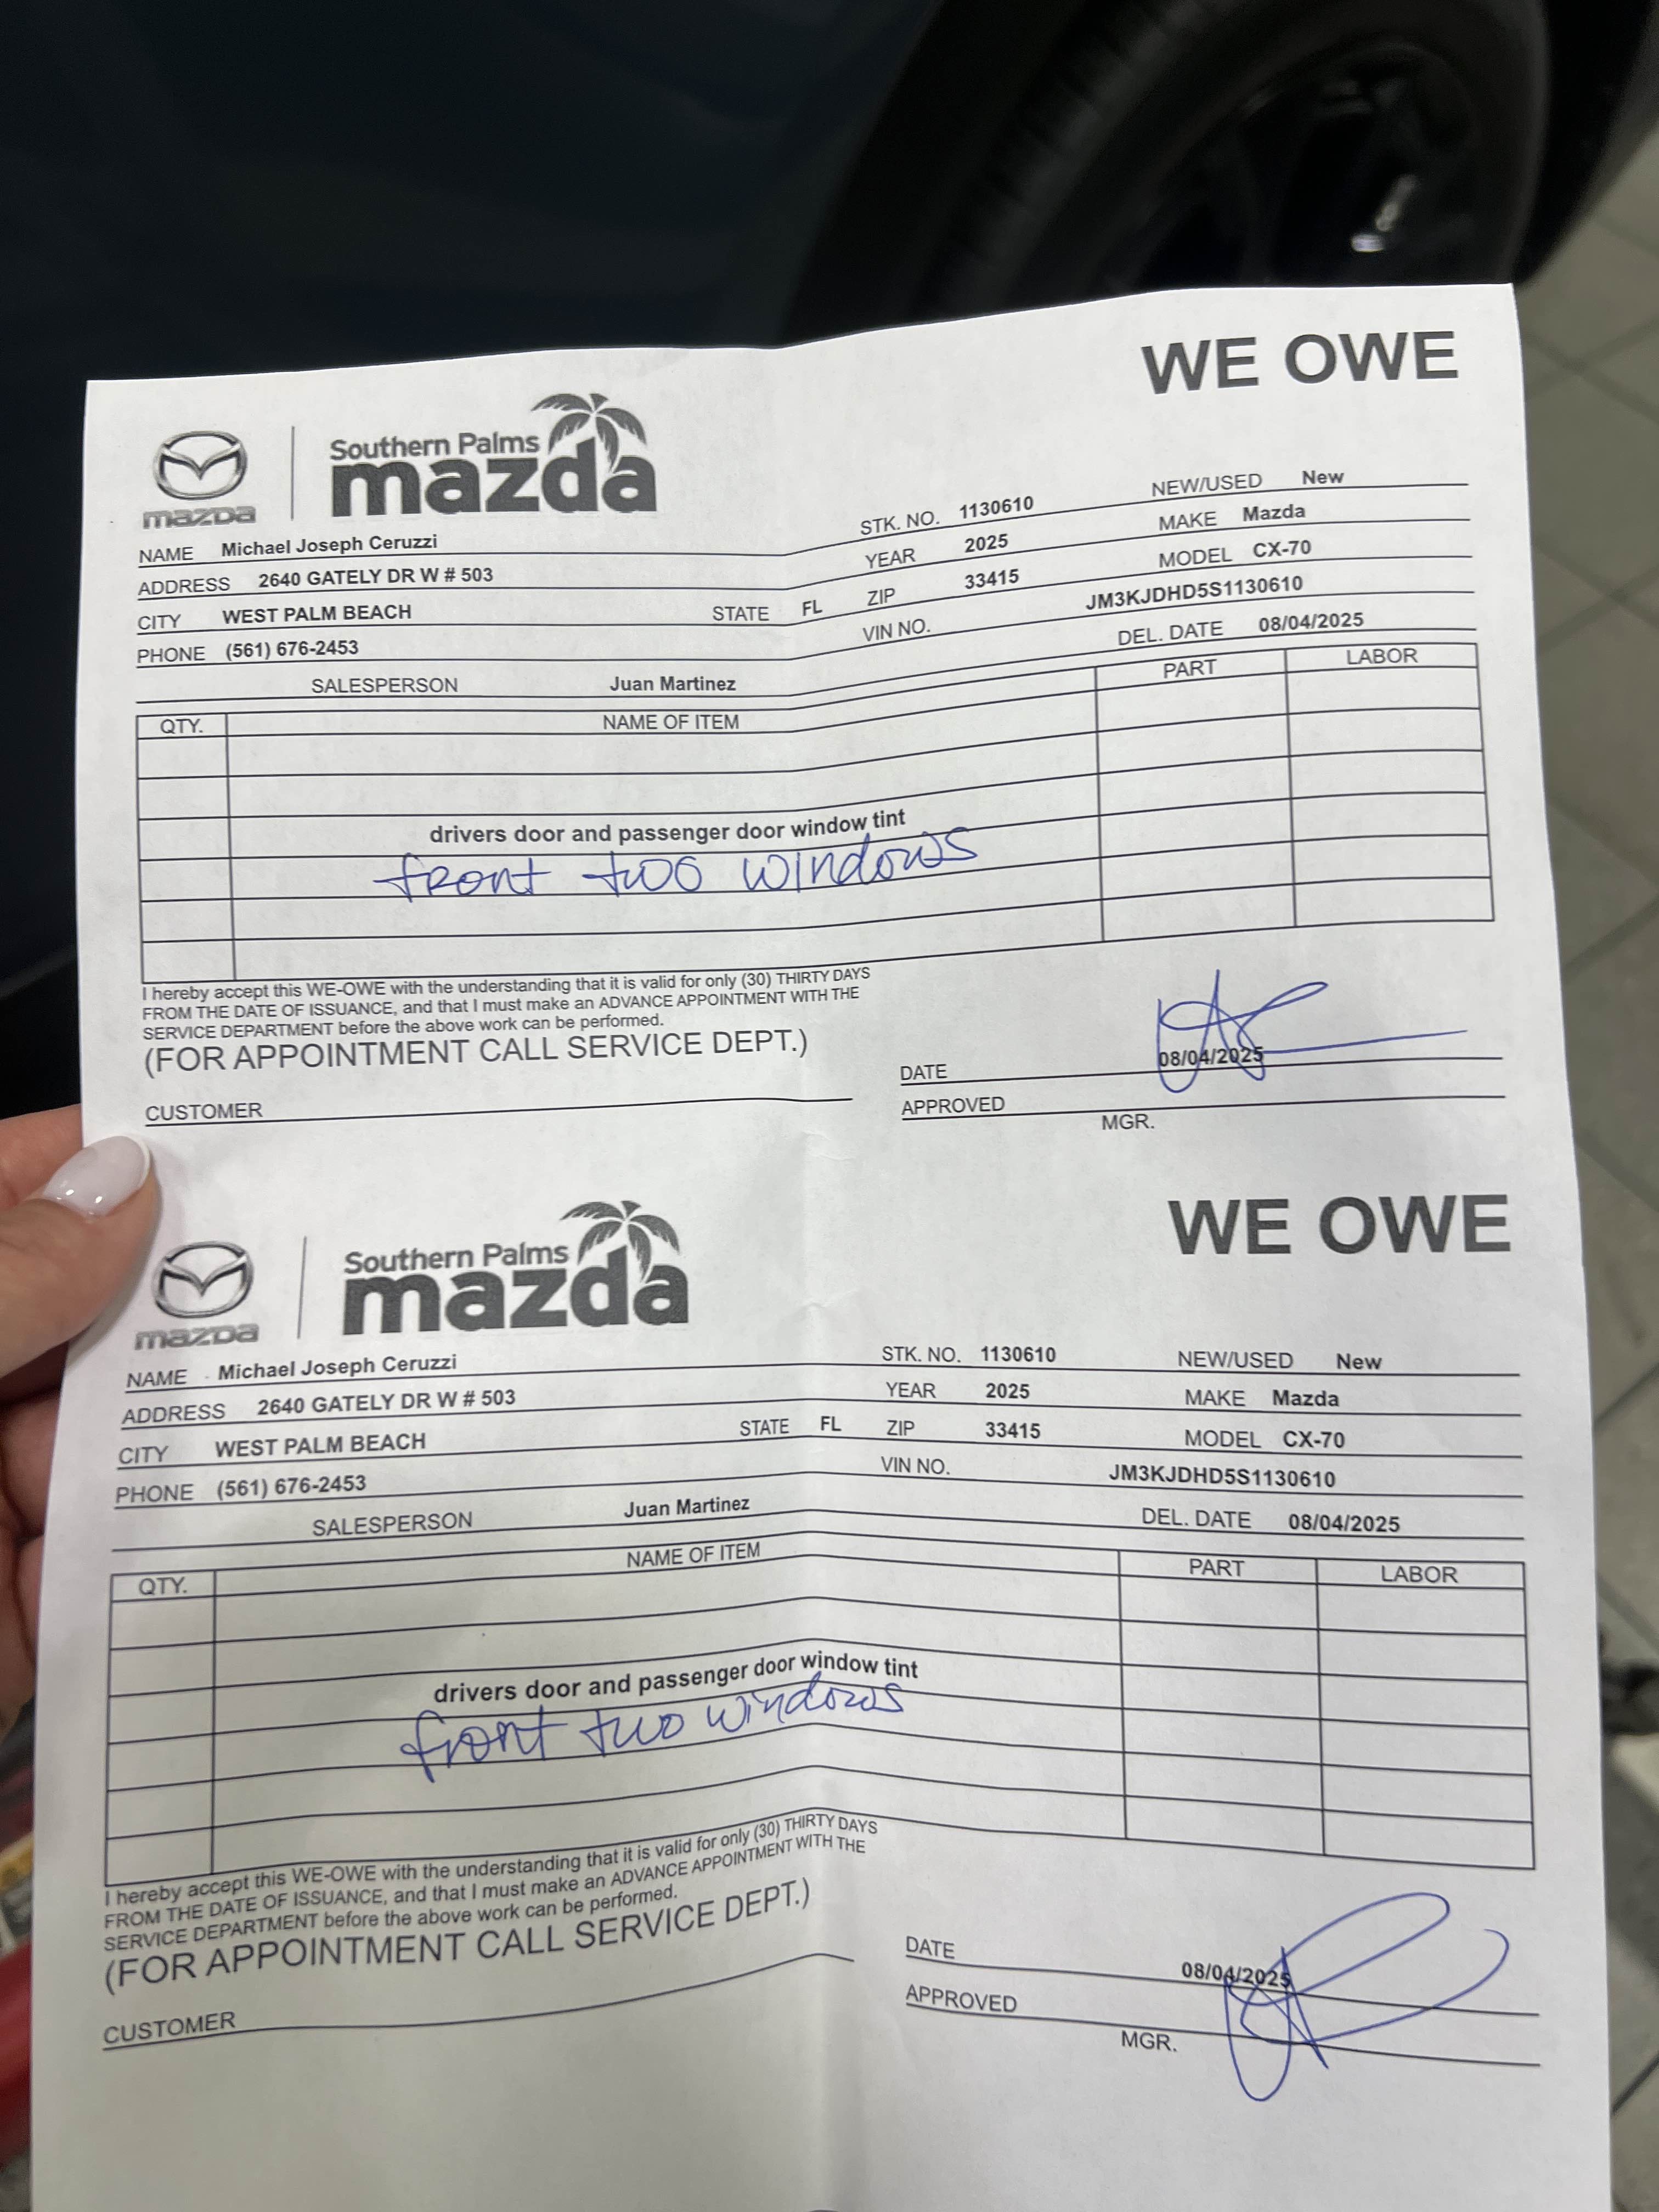 WE OWE
mazda
Southern Palms
mazda
NAME Michael Joseph Ceruzzi
STK. NO. 1130610
NEW/USED New
ADDRESS 2640 GATELY DR W # 503
YEAR 2025
MAKE Mazda
CITY WEST PALM BEACH
STATE FL
ZIP 33415
MODEL CX-70
PHONE (561) 676-2453
VIN NO. JM3KJDHD5S1130610
SALESPERSON Juan Martinez
DEL. DATE 08/04/2025
QTY. NAME OF ITEM PART LABOR
drivers door and passenger door window tint
front two windows
I hereby accept this WE-OWE with the understanding that it is valid for only (30) THIRTY DAYS
FROM THE DATE OF ISSUANCE, and that I must make an ADVANCE APPOINTMENT WITH THE
SERVICE DEPARTMENT before the above work can be performed.
(FOR APPOINTMENT CALL SERVICE DEPT.)
DATE 08/04/2025
CUSTOMER
APPROVED
MGR.
WE OWE
mazda
Southern Palms
mazda
NAME Michael Joseph Ceruzzi
STK. NO. 1130610
NEW/USED New
ADDRESS 2640 GATELY DR W # 503
YEAR 2025
MAKE Mazda
CITY WEST PALM BEACH
STATE FL
ZIP 33415
MODEL CX-70
PHONE (561) 676-2453
VIN NO. JM3KJDHD5S1130610
SALESPERSON Juan Martinez
DEL. DATE 08/04/2025
QTY. NAME OF ITEM PART LABOR
drivers door and passenger door window tint
front two windows
I hereby accept this WE-OWE with the understanding that it is valid for only (30) THIRTY DAYS
FROM THE DATE OF ISSUANCE, and that I must make an ADVANCE APPOINTMENT WITH THE
SERVICE DEPARTMENT before the above work can be performed.
(FOR APPOINTMENT CALL SERVICE DEPT.)
DATE 08/04/2025
CUSTOMER
APPROVED
MGR.